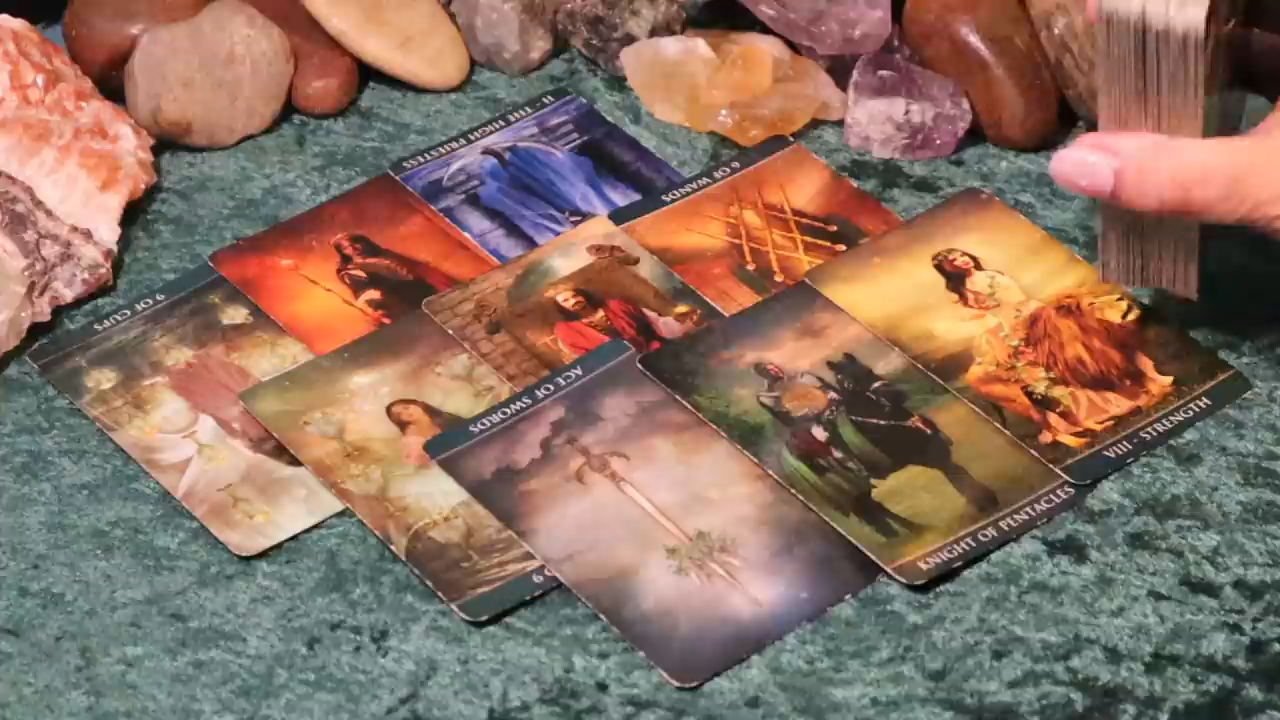 II - THE HIGH PRIESTESS
6 OF WANDS
9 OF CUPS
ACE OF SWORDS
VIII - STRENGTH
KNIGHT OF PENTACLES